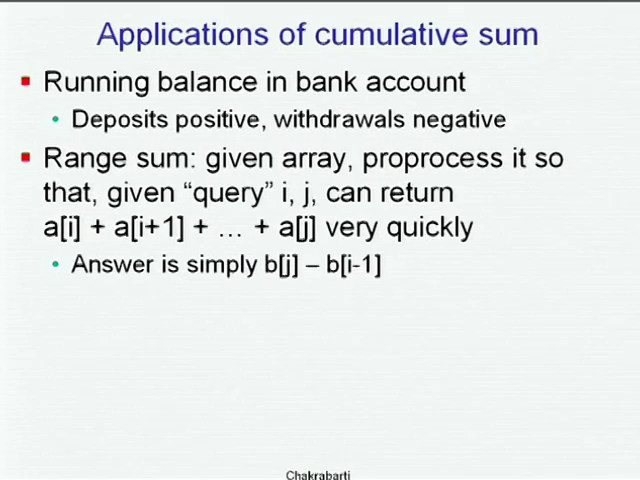 Applications of cumulative sum
Running balance in bank account
• Deposits positive, withdrawals negative
Range sum: given array, proprocess it so
that, given “query” i, j, can return
a[i] + a[i+1] + … + a[j] very quickly
• Answer is simply b[j] – b[i-1]
Chakrabarti